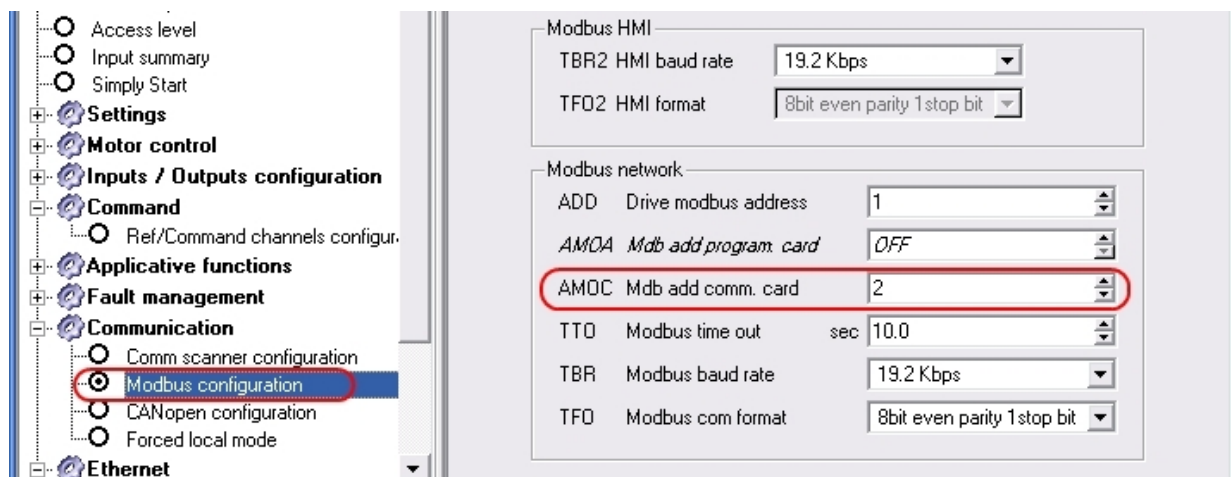 Access level
Input summary
Simply Start
Settings
Motor control
Inputs / Outputs configuration
Command
Ref/Command channels configur.
Applicative functions
Fault management
Communication
Comm scanner configuration
Modbus configuration
CANopen configuration
Forced local mode
Ethernet
Modbus HMI
TBR2 HMI baud rate 19.2 Kbps
TFO2 HMI format 8bit even parity 1stop bit
Modbus network
ADD Drive modbus address 1
AMOA Mdb add program. card OFF
AMOC Mdb add comm. card 2
TTO Modbus time out sec 10.0
TBR Modbus baud rate 19.2 Kbps
TFO Modbus com format 8bit even parity 1stop bit